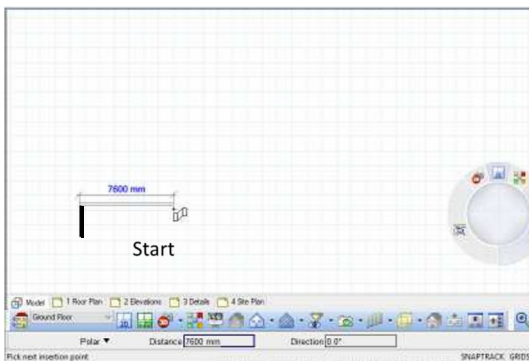 7600 mm
Start
Model 1 Floor Plan 2 Elevations 3 Details 4 Site Plan
Ground Floor
Polar Distance 7600 mm Direction 0.0°
Pick next insertion point SNAPTRACK GRIDS